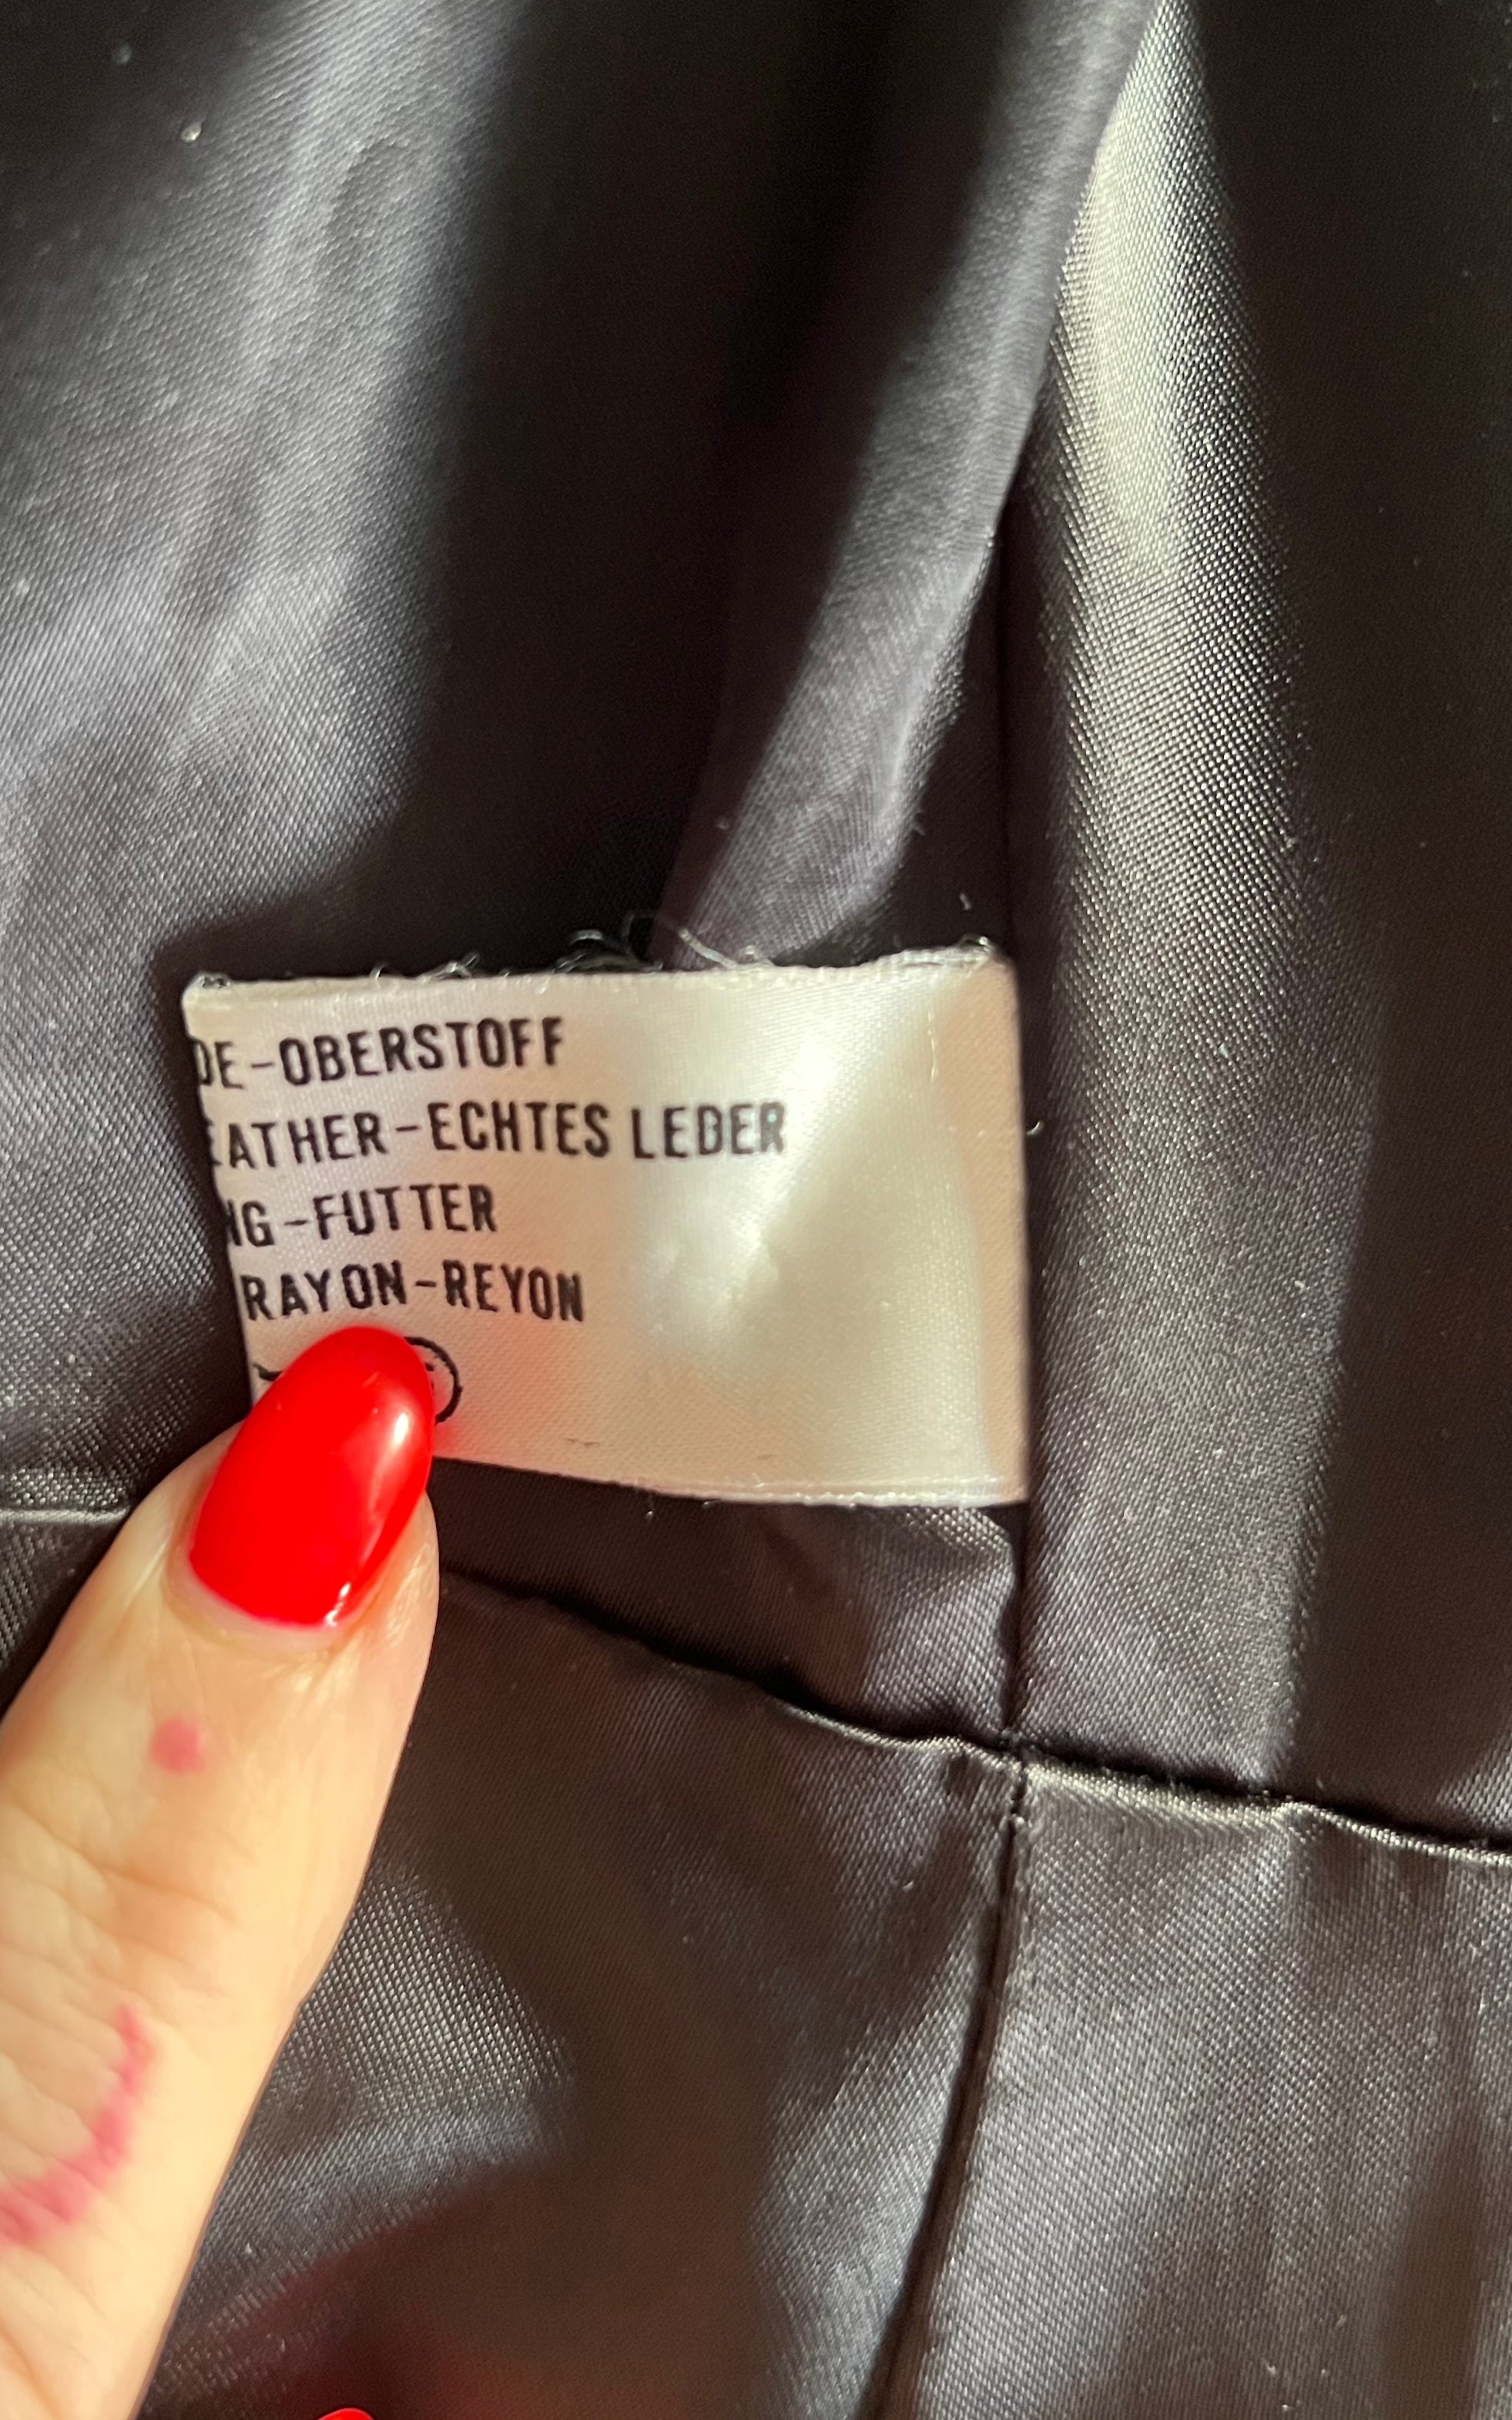 DE-OBERSTOFF
EATHER-ECHTES LEDER
NG-FUTTER
RAYON-REYON